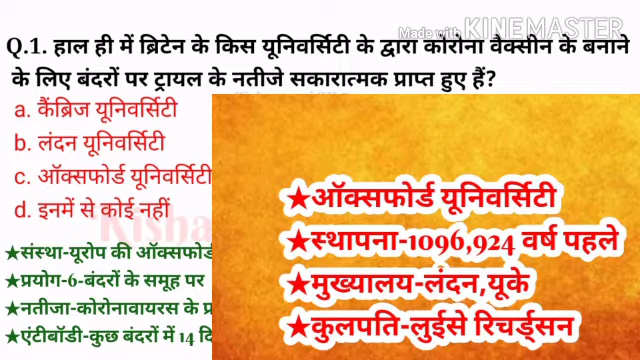 Made with KINEMASTER
Q.1. हाल ही में ब्रिटेन के किस यूनिवर्सिटी के द्वारा कोरोना वैक्सीन के बनाने
के लिए बंदरों पर ट्रायल के नतीजे सकारात्मक प्राप्त हुए हैं?
a. कैंब्रिज यूनिवर्सिटी
b. लंदन यूनिवर्सिटी
c. ऑक्सफोर्ड यूनिवर्सिटी
d. इनमें से कोई नहीं
Kisha
★संस्था-यूरोप की ऑक्सफोर्ड
★प्रयोग-6-बंदरों के समूह पर
★नतीजा-कोरोनावायरस के प्र
★एंटीबॉडी-कुछ बंदरों में 14 दि
★ऑक्सफोर्ड यूनिवर्सिटी
★स्थापना-1096,924 वर्ष पहले
★मुख्यालय-लंदन,यूके
★कुलपति-लुईसे रिचर्ड्सन